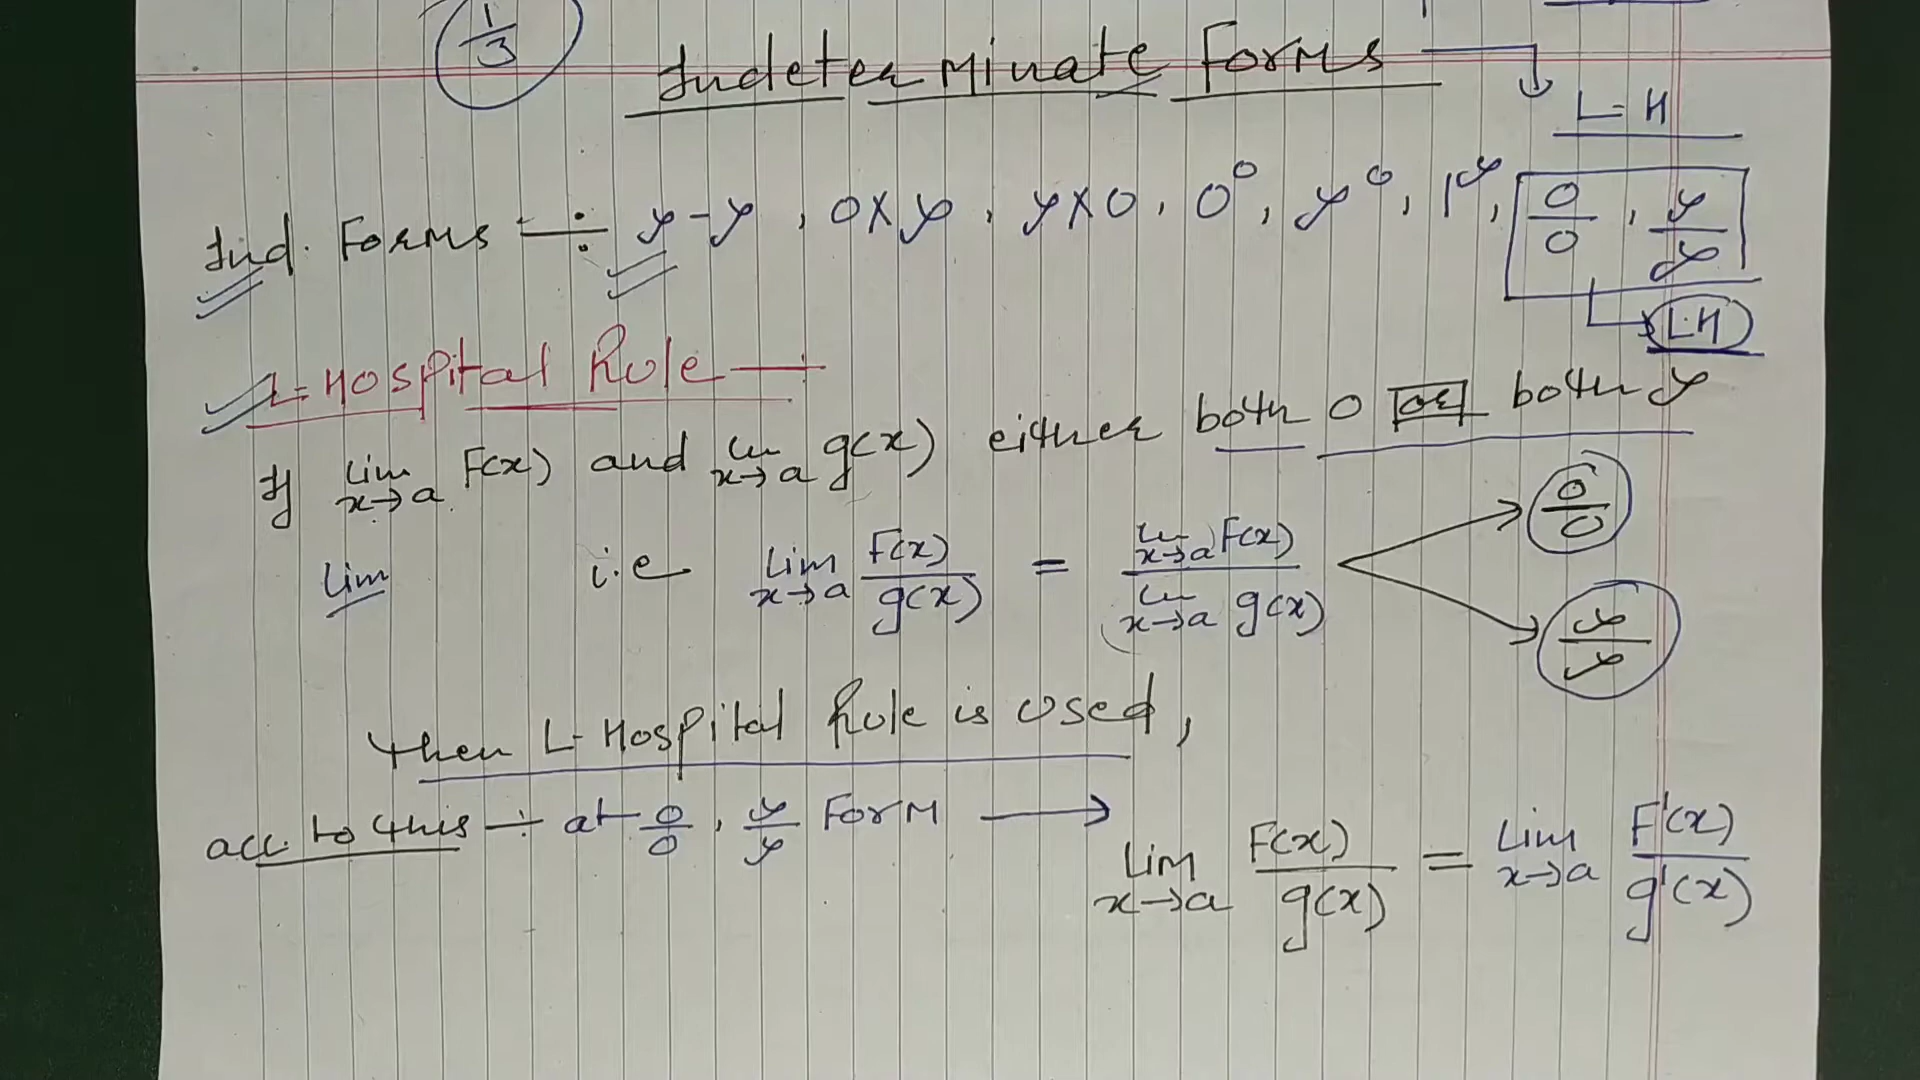 1/3
Indeterminate Forms → L-H
Ind. Forms ÷ ∞-∞, 0×∞, ∞×0, 0⁰, ∞⁰, 1^∞, 0/0, ∞/∞
LH
L-Hospital Rule ÷
If lim x→a F(x) and lim x→a g(x) either both 0 or both ∞
lim i.e lim x→a F(x)/g(x) = lim x→a F(x) / lim x→a g(x) 0/0 ∞/∞
then L-Hospital Rule is used,
acc. to this ÷ at 0/0, ∞/∞ Form →
lim x→a F(x)/g(x) = lim x→a F'(x)/g'(x)